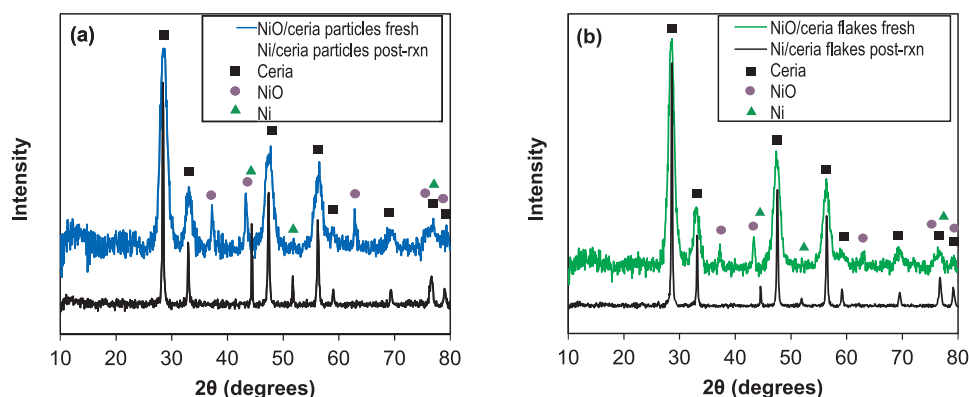 (a)
NiO/ceria particles fresh
Ni/ceria particles post-rxn
Ceria
NiO
Ni
Intensity
10 20 30 40 50 60 70 80
2θ (degrees)
(b)
NiO/ceria flakes fresh
Ni/ceria flakes post-rxn
Ceria
NiO
Ni
Intensity
10 20 30 40 50 60 70 80
2θ (degrees)